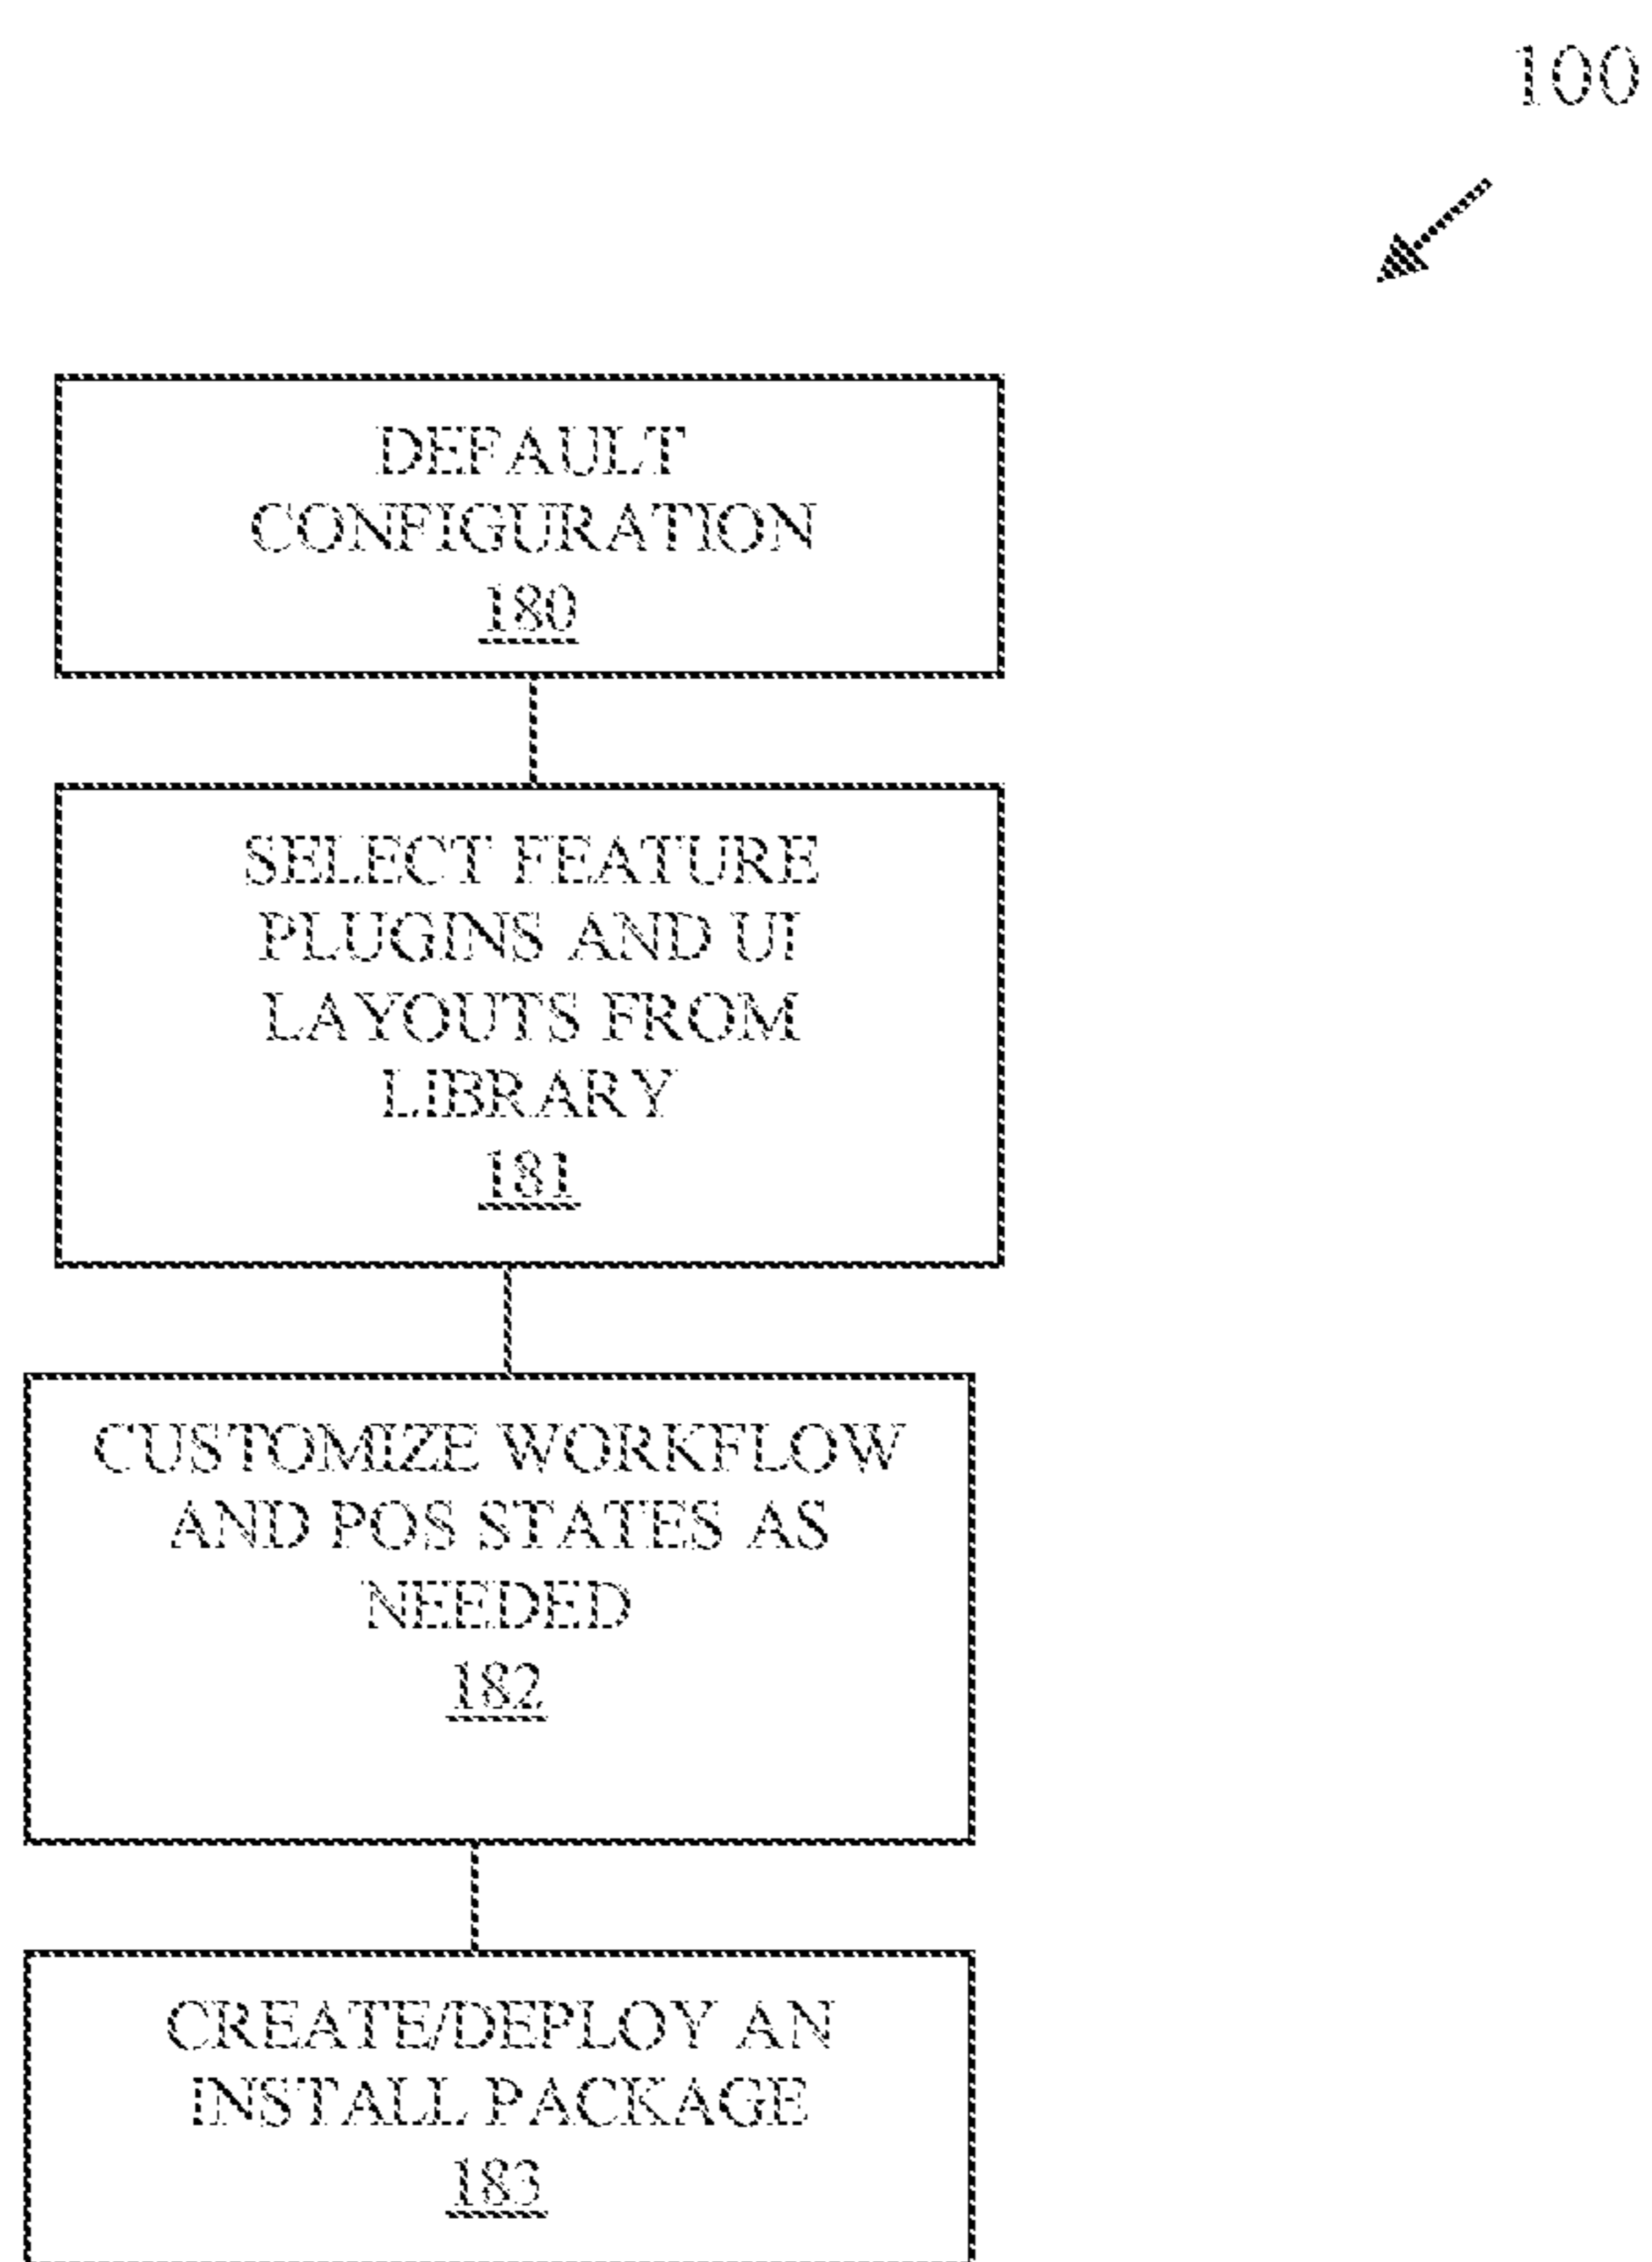 100
DEFAULT
CONFIGURATION
180
SELECT FEATURE
PLUGINS AND UI
LAYOUTS FROM
LIBRARY
181
CUSTOMIZE WORKFLOW
AND POS STATES AS
NEEDED
182
CREATE/DEPLOY AN
INSTALL PACKAGE
183